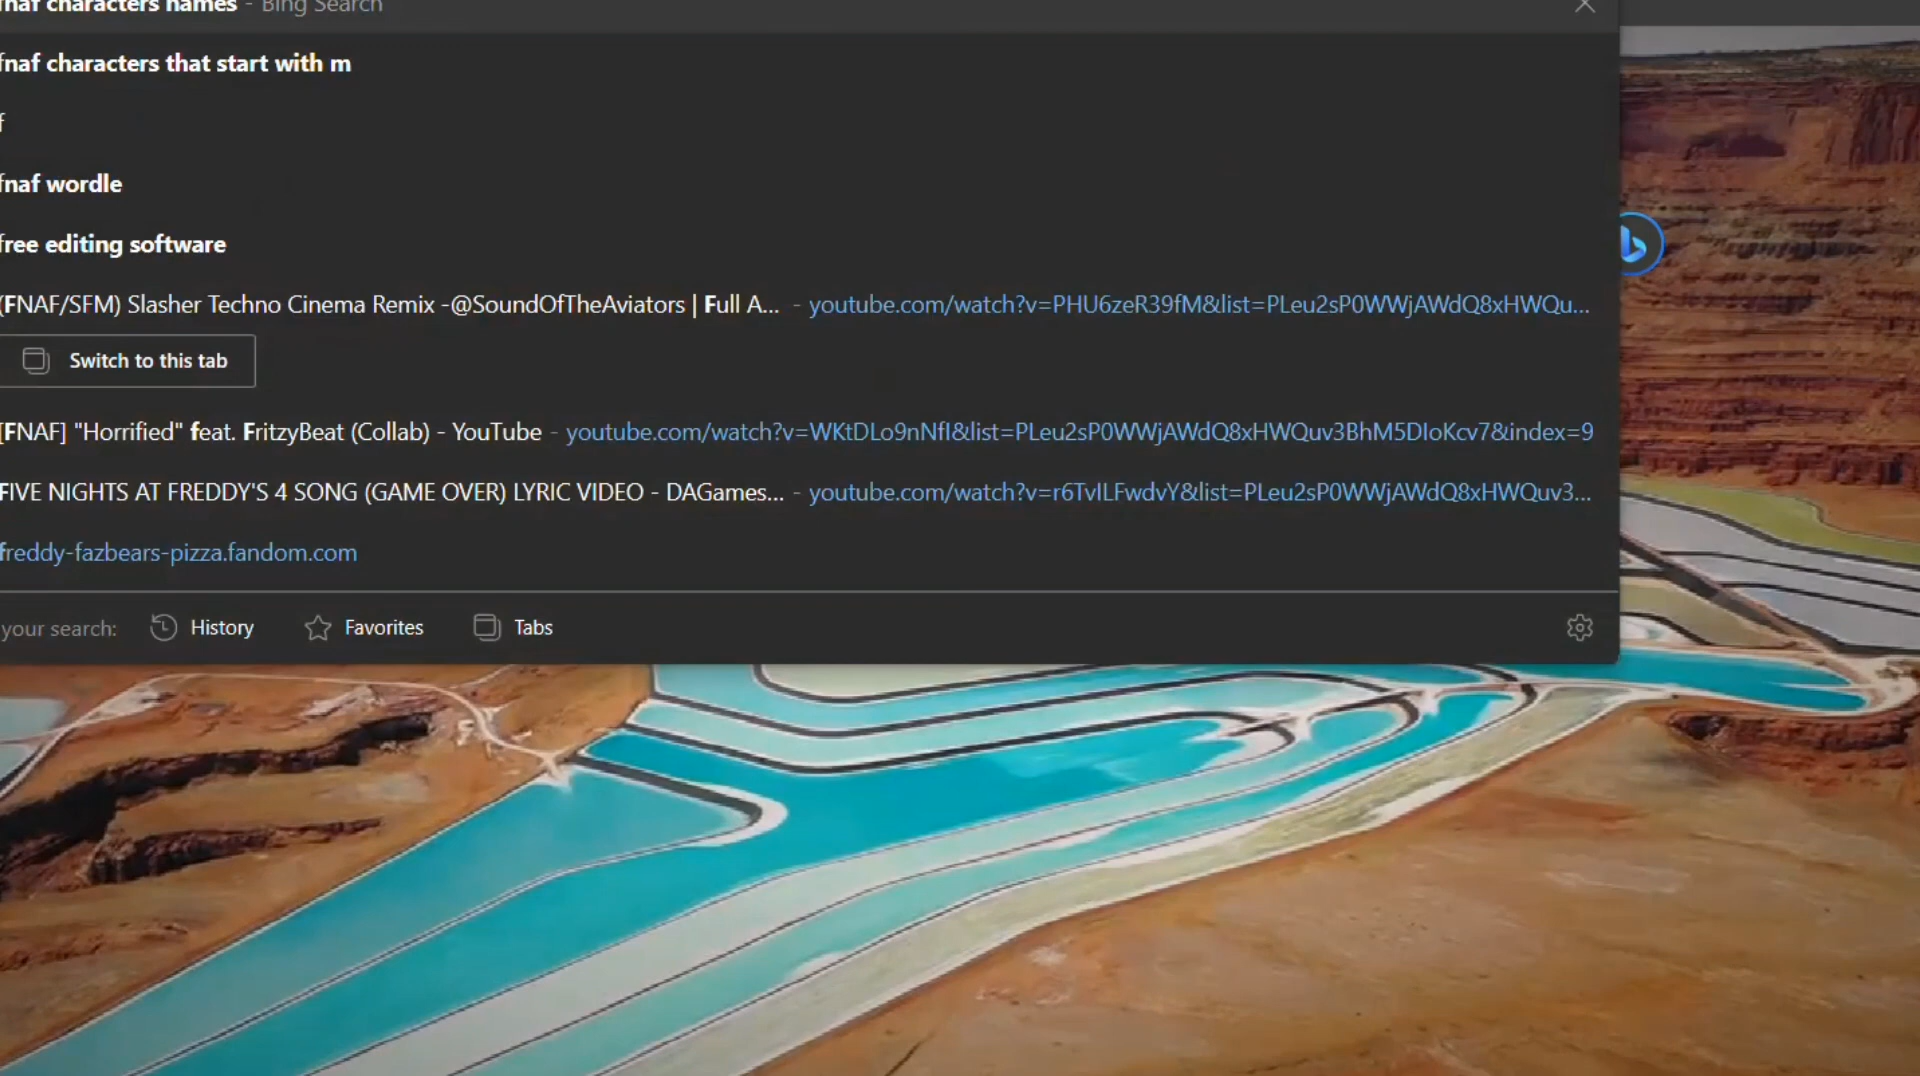 fnaf characters names - Bing Search
fnaf characters that start with m
f
fnaf wordle
free editing software
(FNAF/SFM) Slasher Techno Cinema Remix -@SoundOfTheAviators | Full A... - youtube.com/watch?v=PHU6zeR39fM&list=PLeu2sP0WWjAWdQ8xHWQu...
Switch to this tab
[FNAF] "Horrified" feat. FritzyBeat (Collab) - YouTube - youtube.com/watch?v=WKtDLo9nNfI&list=PLeu2sP0WWjAWdQ8xHWQuv3BhM5DIoKcv7&index=9
FIVE NIGHTS AT FREDDY'S 4 SONG (GAME OVER) LYRIC VIDEO - DAGames... - youtube.com/watch?v=r6TvILFwdvY&list=PLeu2sP0WWjAWdQ8xHWQuv3...
freddy-fazbears-pizza.fandom.com
your search: History Favorites Tabs